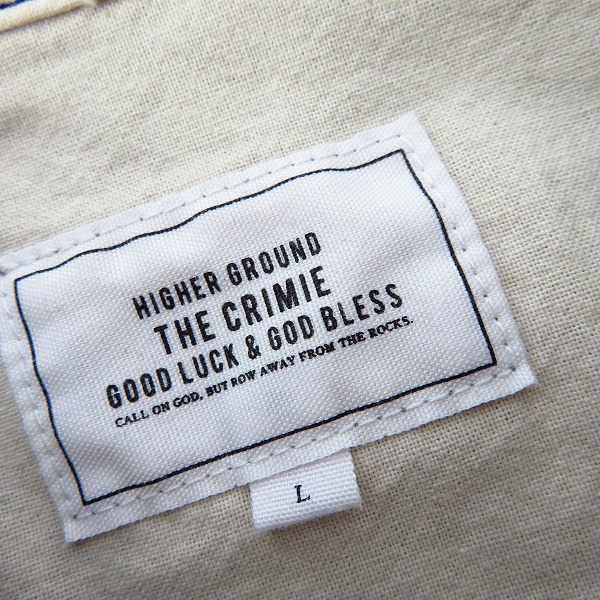 HIGHER GROUND
THE CRIMIE
GOOD LUCK & GOD BLESS
CALL ON GOD, BUT ROW AWAY FROM THE ROCKS.
L